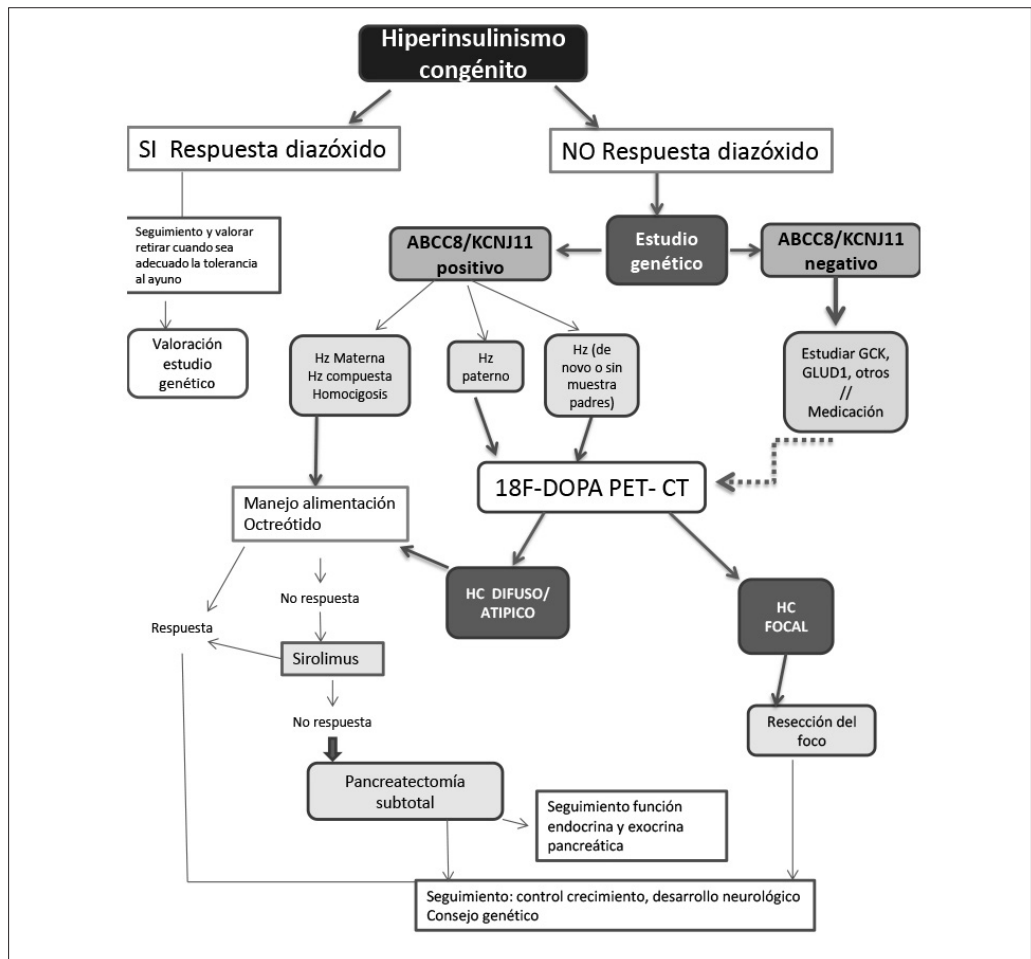 Hiperinsulinismo
congénito
SI Respuesta diazóxido
NO Respuesta diazóxido
Seguimiento y valorar
retirar cuando sea
adecuado la tolerancia
al ayuno
ABCC8/KCNJ11
positivo
Estudio
genético
ABCC8/KCNJ11
negativo
Valoración
estudio
genético)
Hz Materna
Hz compuesta
Homocigosis
Hz
paterno
Hz (de
novo o sin
muestra
padres)
Estudiar GCK,
GLUD1, otros
//
Medicación
18F-DOPA PET- CT
Manejo alimentación
Octreótido
HC DIFUSO/
ATIPICO
HC
FOCAL
No respuesta
Respuesta
Sirolimus
No respuesta
Resección del
foco
Pancreatectomía
subtotal
Seguimiento función
endocrina y exocrina
pancreática
Seguimiento: control crecimiento, desarrollo neurológico
Consejo genético